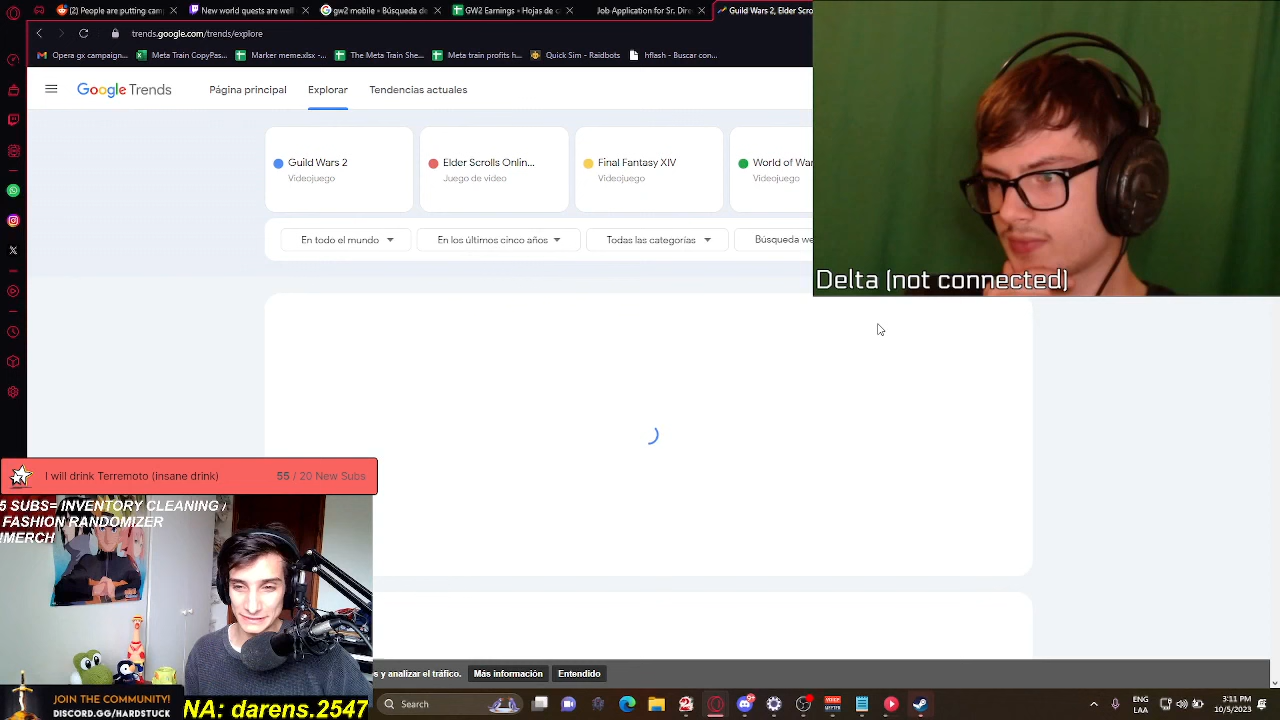 People are putting camp
New world quests are well
gw2 mobile - Búsqueda de
GW2 Earnings - Hojas de c
Job Application for Sr. Direc
Guild Wars 2, Elder Scro
trends.google.com/trends/explore
Opera gx campaign...
Meta Train CopyPas...
Marker memeo.xlsx...
The Meta Train She...
Meta train profits h...
Quick Sim - Raidbots
hflash - Buscar con...
Google Trends
Página principal
Explorar
Tendencias actuales
Guild Wars 2
Videojuego
Elder Scrolls Onlin...
Juego de video
Final Fantasy XIV
Videojuego
World of War
Videojuego
En todo el mundo
En los últimos cinco años
Todas las categorías
Búsqueda we
Delta (not connected)
I will drink Terremoto (insane drink)
55 / 20 New Subs
5 SUBS= INVENTORY CLEANING /
FASHION RANDOMIZER
!MERCH
s y analizar el tráfico.
Más información
Entendido
JOIN THE COMMUNITY!
DISCORD.GG/HARDSTUCK
NA: darens.2547
Search
ENG
LAA
3:11 PM
10/5/2023